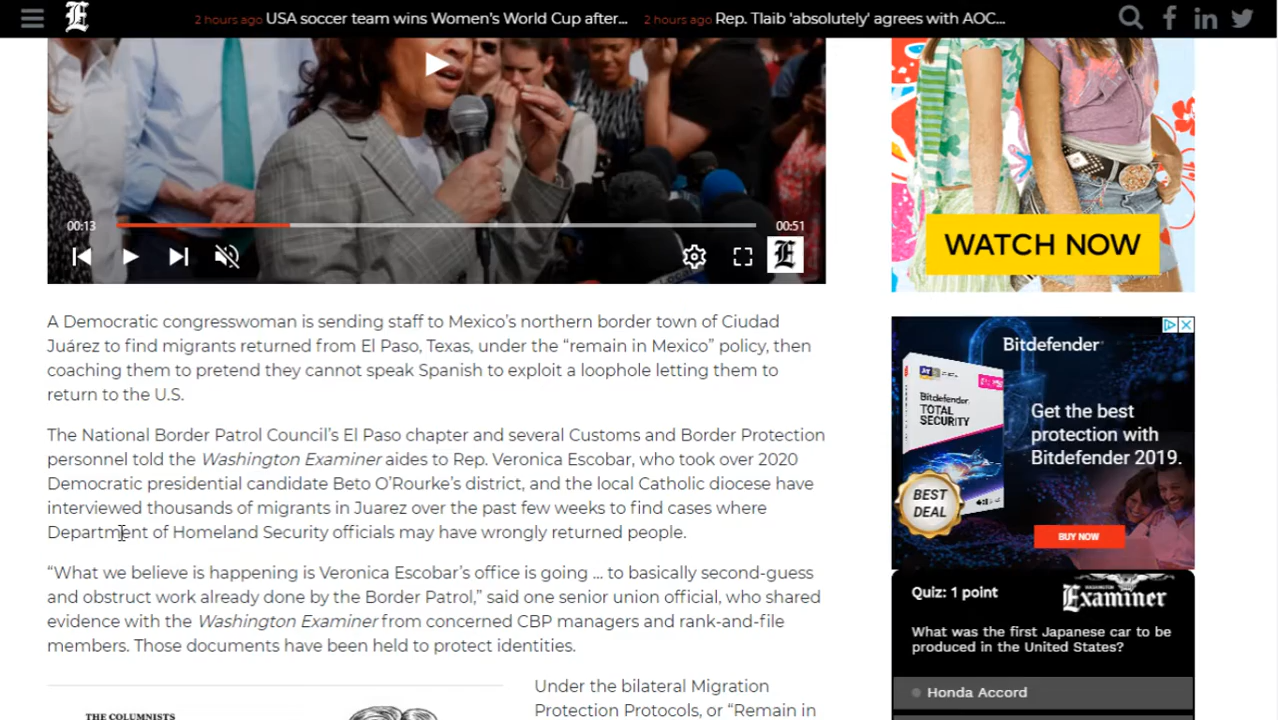 2 hours ago USA soccer team wins Women's World Cup after... 2 hours ago Rep. Tlaib 'absolutely' agrees with AOC...
00:13
00:51
WATCH NOW
A Democratic congresswoman is sending staff to Mexico's northern border town of Ciudad
Juárez to find migrants returned from El Paso, Texas, under the “remain in Mexico” policy, then
coaching them to pretend they cannot speak Spanish to exploit a loophole letting them to
return to the U.S.
The National Border Patrol Council's El Paso chapter and several Customs and Border Protection
personnel told the Washington Examiner aides to Rep. Veronica Escobar, who took over 2020
Democratic presidential candidate Beto O'Rourke's district, and the local Catholic diocese have
interviewed thousands of migrants in Juarez over the past few weeks to find cases where
Department of Homeland Security officials may have wrongly returned people.
“What we believe is happening is Veronica Escobar's office is going ... to basically second-guess
and obstruct work already done by the Border Patrol,” said one senior union official, who shared
evidence with the Washington Examiner from concerned CBP managers and rank-and-file
members. Those documents have been held to protect identities.
THE COLUMNISTS
Under the bilateral Migration
Protection Protocols, or “Remain in
Bitdefender
Bitdefender
TOTAL
SECURITY
Get the best
protection with
Bitdefender 2019.
BEST
DEAL
BUY NOW
Quiz: 1 point
Examiner
What was the first Japanese car to be
produced in the United States?
Honda Accord